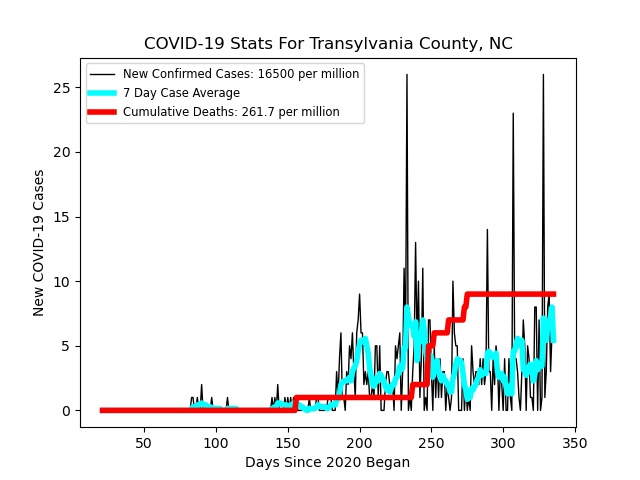 COVID-19 Stats For Transylvania County, NC
New Confirmed Cases: 16500 per million
7 Day Case Average
Cumulative Deaths: 261.7 per million
New COVID-19 Cases
25
20
15
10
5
0
50 100 150 200 250 300 350
Days Since 2020 Began